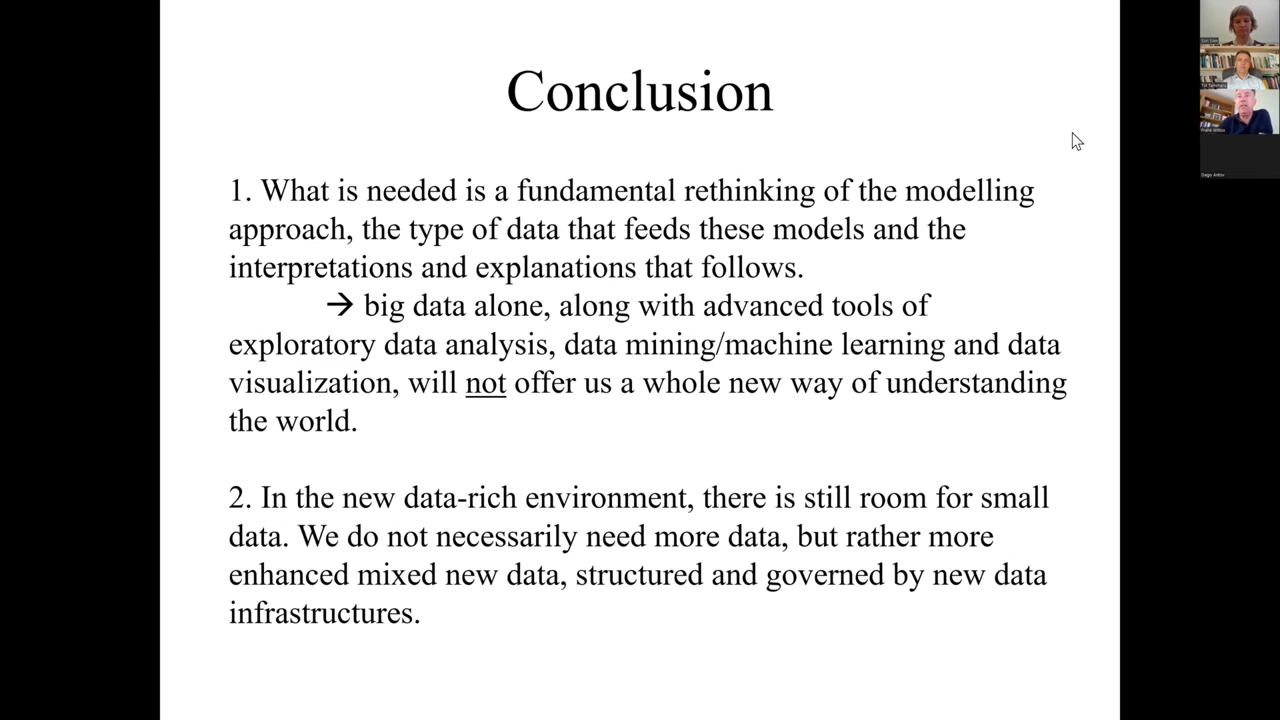 Conclusion
1. What is needed is a fundamental rethinking of the modelling
approach, the type of data that feeds these models and the
interpretations and explanations that follows.
→ big data alone, along with advanced tools of
exploratory data analysis, data mining/machine learning and data
visualization, will not offer us a whole new way of understanding
the world.
2. In the new data-rich environment, there is still room for small
data. We do not necessarily need more data, but rather more
enhanced mixed new data, structured and governed by new data
infrastructures.
Frank Witlox
Dago Antov